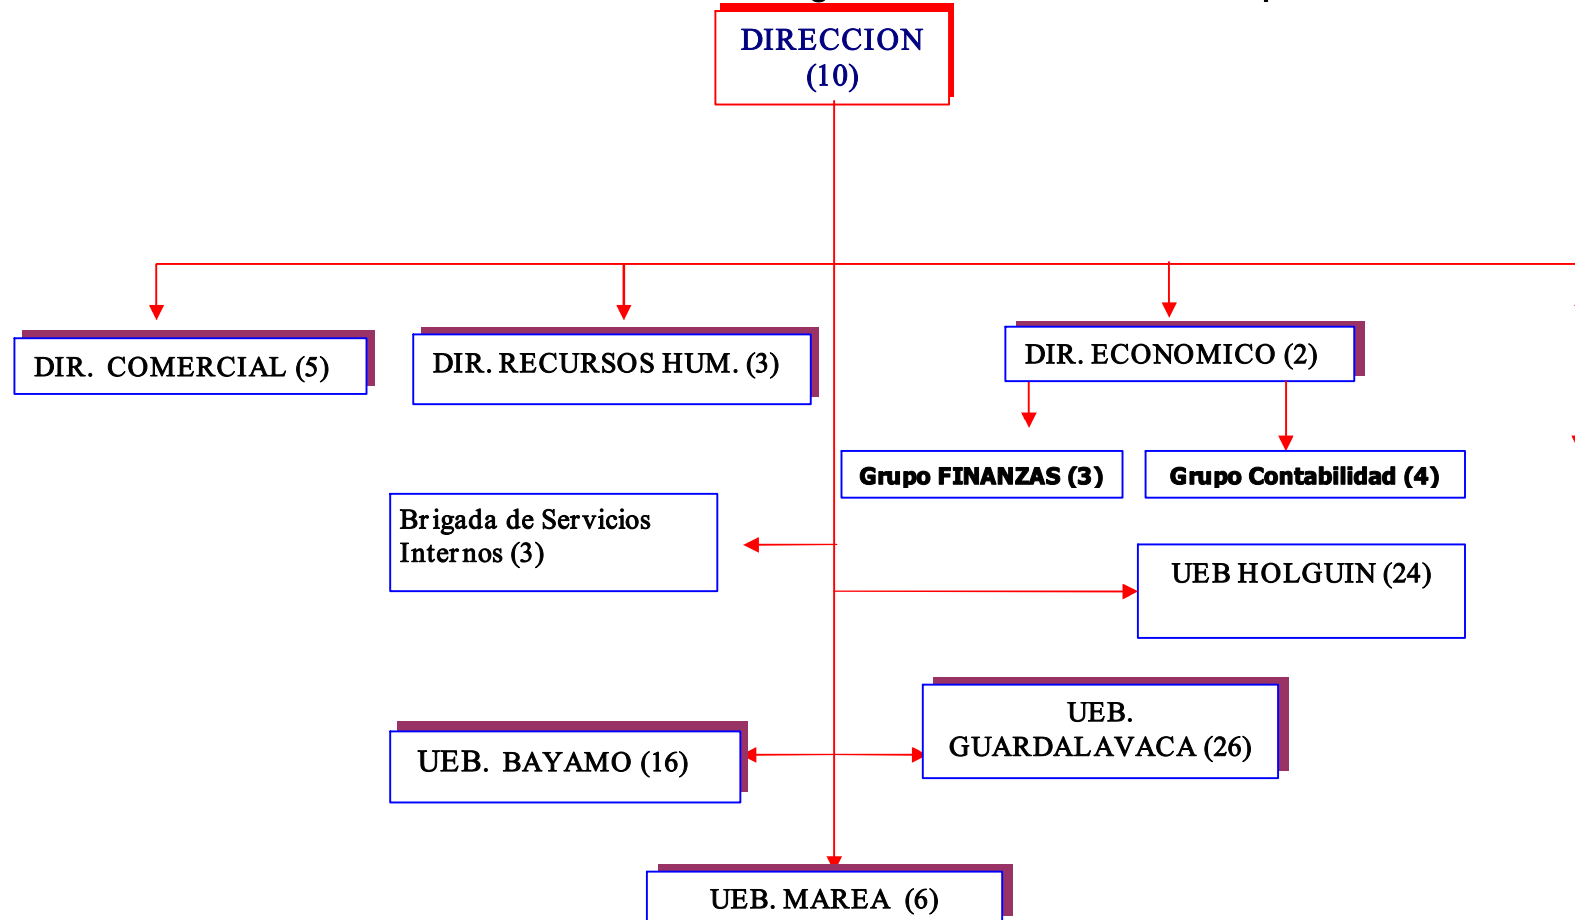 DIRECCION
(10)
DIR. COMERCIAL (5)
DIR. RECURSOS HUM. (3)
DIR. ECONOMICO (2)
Grupo FINANZAS (3)
Grupo Contabilidad (4)
Brigada de Servicios
Internos (3)
UEB HOLGUIN (24)
UEB.
GUARDALAVACA (26)
UEB. BAYAMO (16)
UEB. MAREA (6)